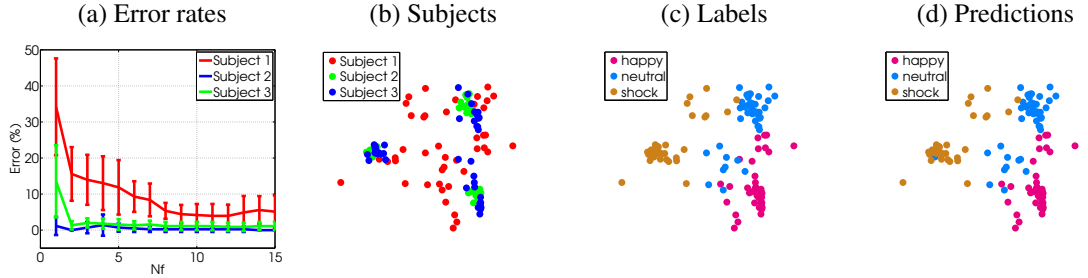 (a) Error rates
(b) Subjects
(c) Labels
(d) Predictions
50
40
30
20
10
0
Error (%)
0
5
10
15
Nf
Subject 1
Subject 2
Subject 3
Subject 1
Subject 2
Subject 3
happy
neutral
shock
happy
neutral
shock